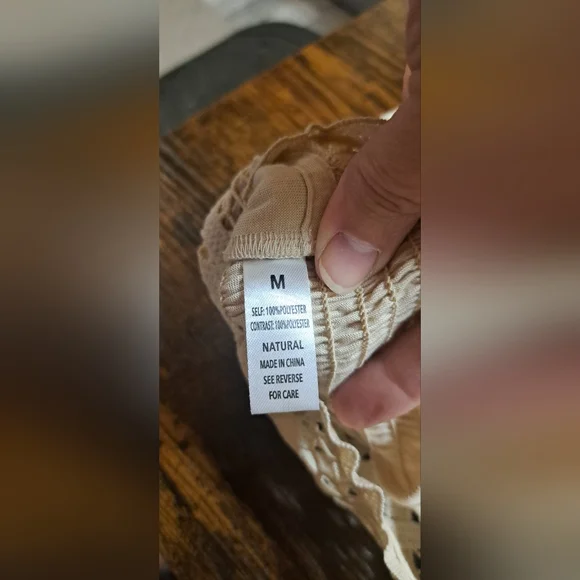 M
SELF: 100%POLYESTER
CONTRAST: 100%POLYESTER
NATURAL
MADE IN CHINA
SEE REVERSE
FOR CARE